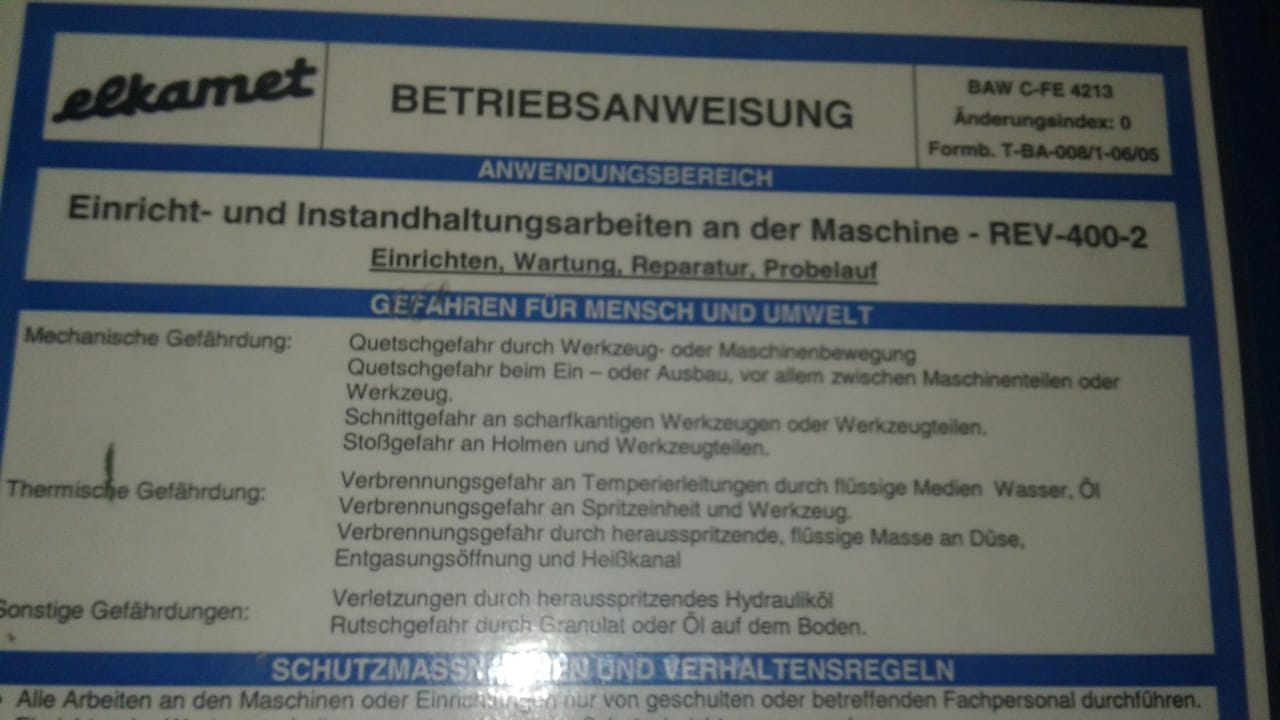 elkamet
BETRIEBSANWEISUNG
BAW C-FE 4213
Änderungsindex: 0
Formb. T-BA-008/1-06/05
ANWENDUNGSBEREICH
Einricht- und Instandhaltungsarbeiten an der Maschine - REV-400-2
Einrichten, Wartung, Reparatur, Probelauf
GEFAHREN FÜR MENSCH UND UMWELT
Mechanische Gefährdung:
Quetschgefahr durch Werkzeug- oder Maschinenbewegung
Quetschgefahr beim Ein – oder Ausbau, vor allem zwischen Maschinenteilen oder
Werkzeug.
Schnittgefahr an scharfkantigen Werkzeugen oder Werkzeugteilen.
Stoßgefahr an Holmen und Werkzeugteilen.
Thermische Gefährdung:
Verbrennungsgefahr an Temperierleitungen durch flüssige Medien Wasser, Öl
Verbrennungsgefahr an Spritzeinheit und Werkzeug.
Verbrennungsgefahr durch herausspritzende, flüssige Masse an Düse,
Entgasungsöffnung und Heißkanal
Sonstige Gefährdungen:
Verletzungen durch herausspritzendes Hydrauliköl
Rutschgefahr durch Granulat oder Öl auf dem Boden.
SCHUTZMASSNAHMEN UND VERHALTENSREGELN
Alle Arbeiten an den Maschinen oder Einrichtungen nur von geschulten oder betreffenden Fachpersonal durchführen.